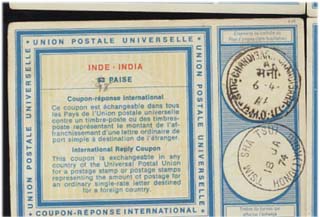 UNION POSTALE UNIVERSELLE
INDE - INDIA
PAISE
Coupon-réponse international
Ce coupon est échangeable dans tous
les Pays de l'Union postale universelle
contre un timbre-poste ou des timbres-
poste représentant le montant de l'af-
franchissement d'une lettre ordinaire de
port simple à destination de l'étranger.
International Reply Coupon
This coupon is exchangeable in any
country of the Universal Postal Union
for a postage stamp or postage stamps
representing the amount of postage for
an ordinary single-rate letter destined
for a foreign country.
COUPON-RÉPONSE INTERNATIONAL
UNION POSTALE UNIVERSELLE
UNION POSTALE UNIVERSELLE
6-4-
TSIM SHA TSUI
18 JA
74
HONG KONG